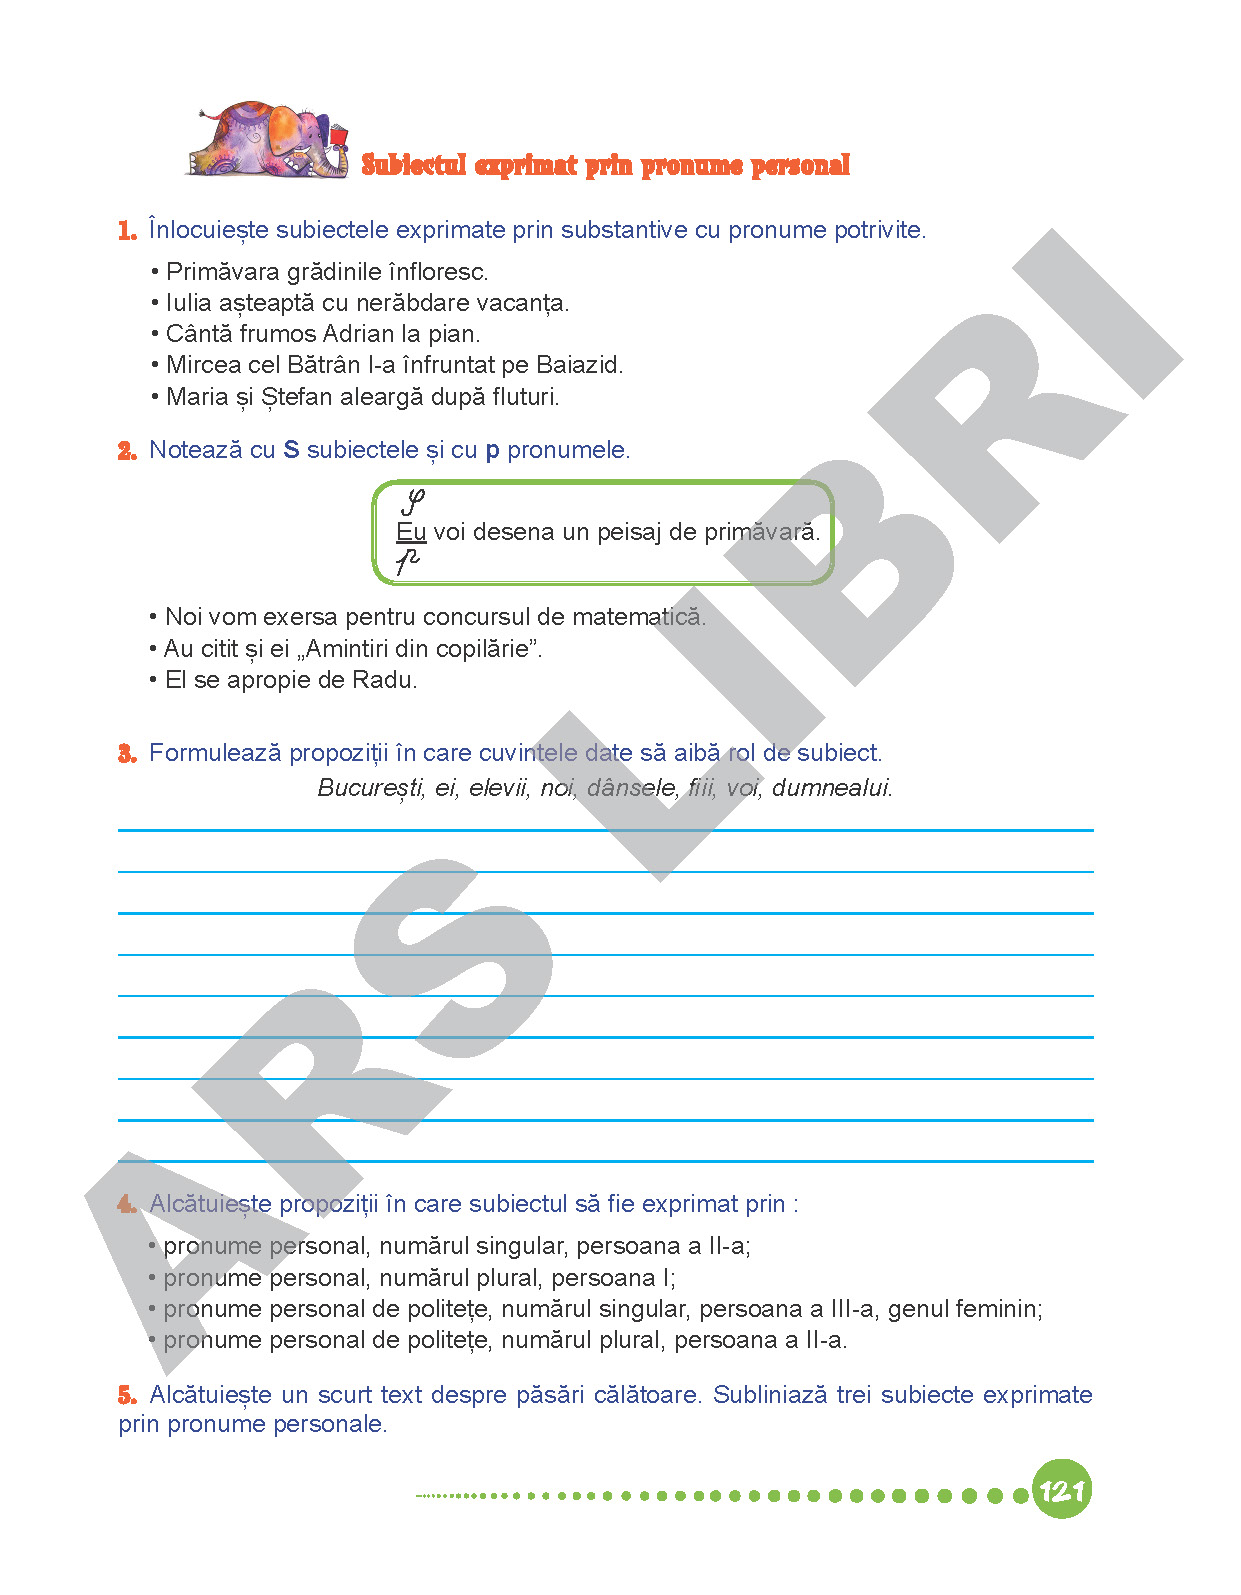 Subiectul exprimat prin pronume personal
1. Înlocuiește subiectele exprimate prin substantive cu pronume potrivite.
• Primăvara grădinile înfloresc.
• Iulia așteaptă cu nerăbdare vacanța.
• Cântă frumos Adrian la pian.
• Mircea cel Bătrân l-a înfruntat pe Baiazid.
• Maria și Ștefan aleargă după fluturi.
2. Notează cu S subiectele și cu p pronumele.
S
Eu voi desena un peisaj de primăvară.
p
• Noi vom exersa pentru concursul de matematică.
• Au citit și ei „Amintiri din copilărie”.
• El se apropie de Radu.
3. Formulează propoziții în care cuvintele date să aibă rol de subiect.
București, ei, elevii, noi, dânsele, fiii, voi, dumnealui.
4. Alcătuiește propoziții în care subiectul să fie exprimat prin :
• pronume personal, numărul singular, persoana a II-a;
• pronume personal, numărul plural, persoana I;
• pronume personal de politețe, numărul singular, persoana a III-a, genul feminin;
• pronume personal de politețe, numărul plural, persoana a II-a.
5. Alcătuiește un scurt text despre păsări călătoare. Subliniază trei subiecte exprimate
prin pronume personale.
121
ARS LIBRI